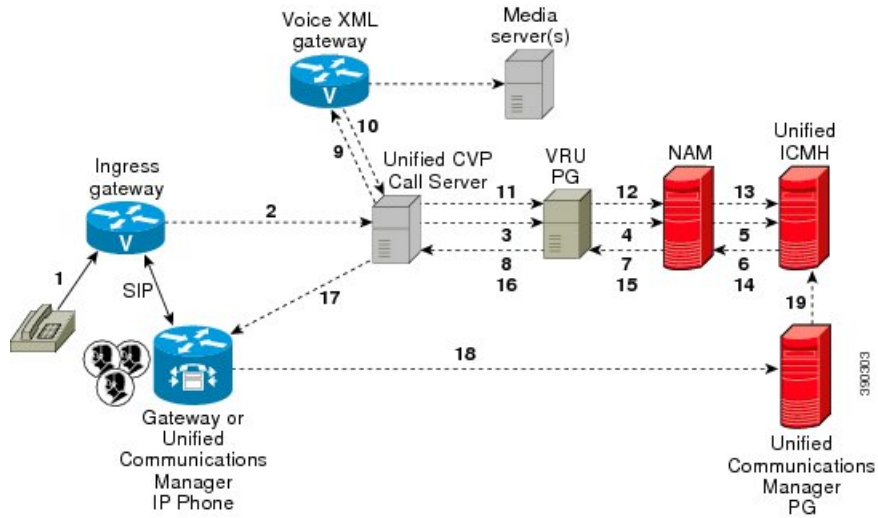 Voice XML
gateway
Media
server(s)
V
10
9
Ingress
gateway
V
Unified CVP
Call Server
VRU
PG
NAM
Unified
ICMH
2
11
12
13
3
4
5
8
7
6
16
15
14
1
SIP
17
19
18
Gateway or
Unified
Communications
Manager
IP Phone
Unified
Communications
Manager
PG
390303